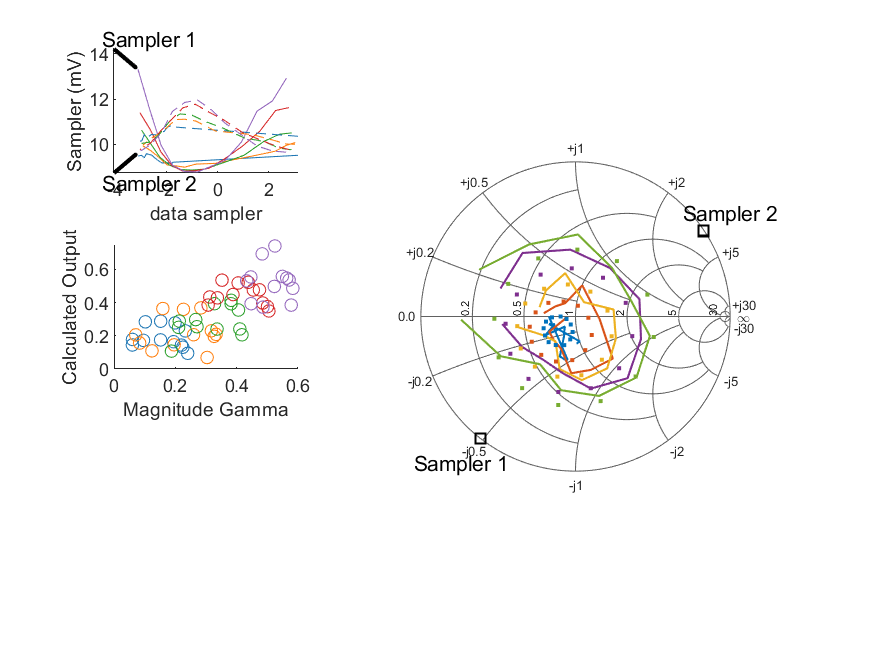 Sampler 1
14
12
10
Sampler (mV)
Sampler 2
-4
-2
0
2
data sampler
0.6
0.4
0.2
0
Calculated Output
0
0.2
0.4
0.6
Magnitude Gamma
+j1
+j0.5
+j2
Sampler 2
+j0.2
+j5
0.0
0.2
0.5
1
2
5
30
+j30
∞
-j30
-j0.2
-j5
-j0.5
-j2
Sampler 1
-j1